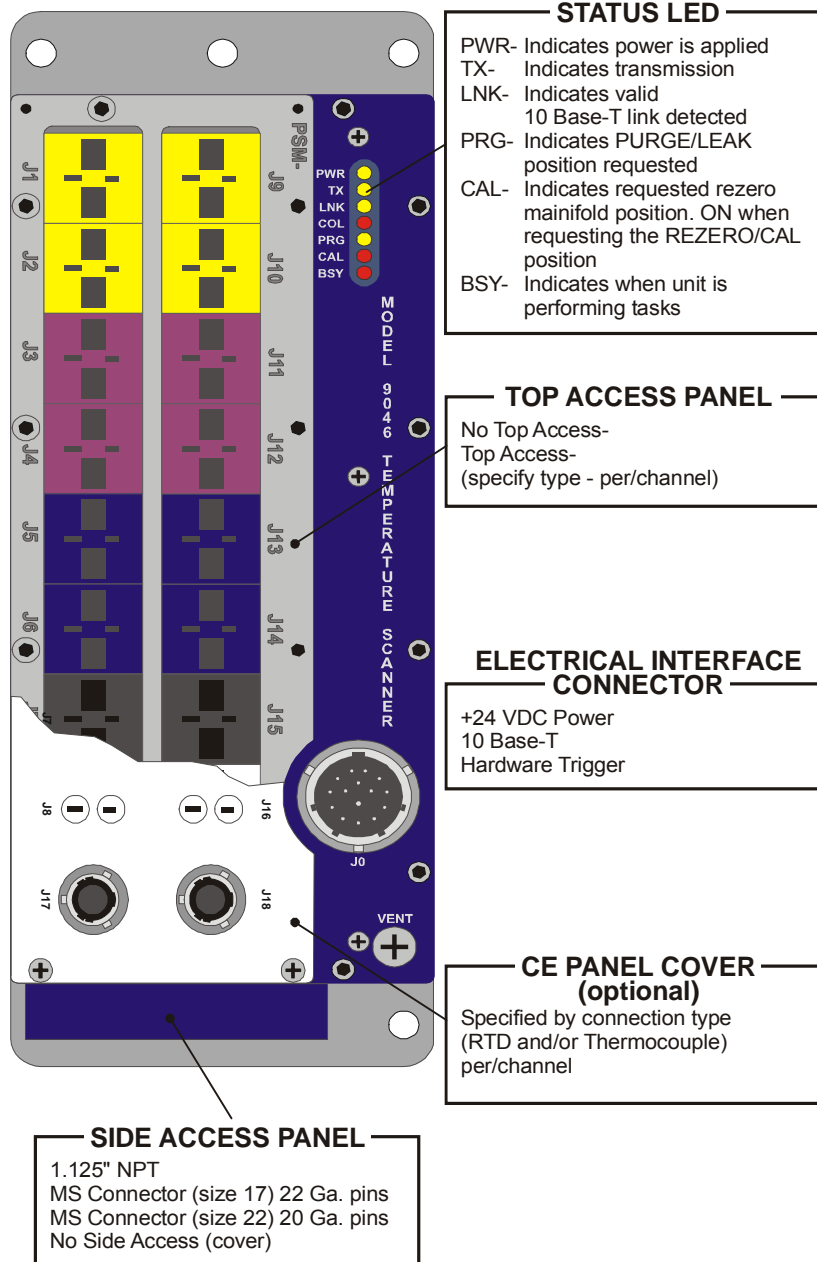 STATUS LED
PWR- Indicates power is applied
TX- Indicates transmission
LNK- Indicates valid
10 Base-T link detected
PRG- Indicates PURGE/LEAK
position requested
CAL- Indicates requested rezero
mainifold position. ON when
requesting the REZERO/CAL
position
BSY- Indicates when unit is
performing tasks
PSM-
J1
J9
J2
J10
J3
J11
J4
J12
J5
J13
J6
J14
J7
J15
PWR
TX
LNK
COL
PRG
CAL
BSY
MODEL 9046 TEMPERATURE SCANNER
TOP ACCESS PANEL
No Top Access-
Top Access-
(specify type - per/channel)
ELECTRICAL INTERFACE
CONNECTOR
+24 VDC Power
10 Base-T
Hardware Trigger
J8
J16
J0
J17
J18
VENT
CE PANEL COVER
(optional)
Specified by connection type
(RTD and/or Thermocouple)
per/channel
SIDE ACCESS PANEL
1.125" NPT
MS Connector (size 17) 22 Ga. pins
MS Connector (size 22) 20 Ga. pins
No Side Access (cover)